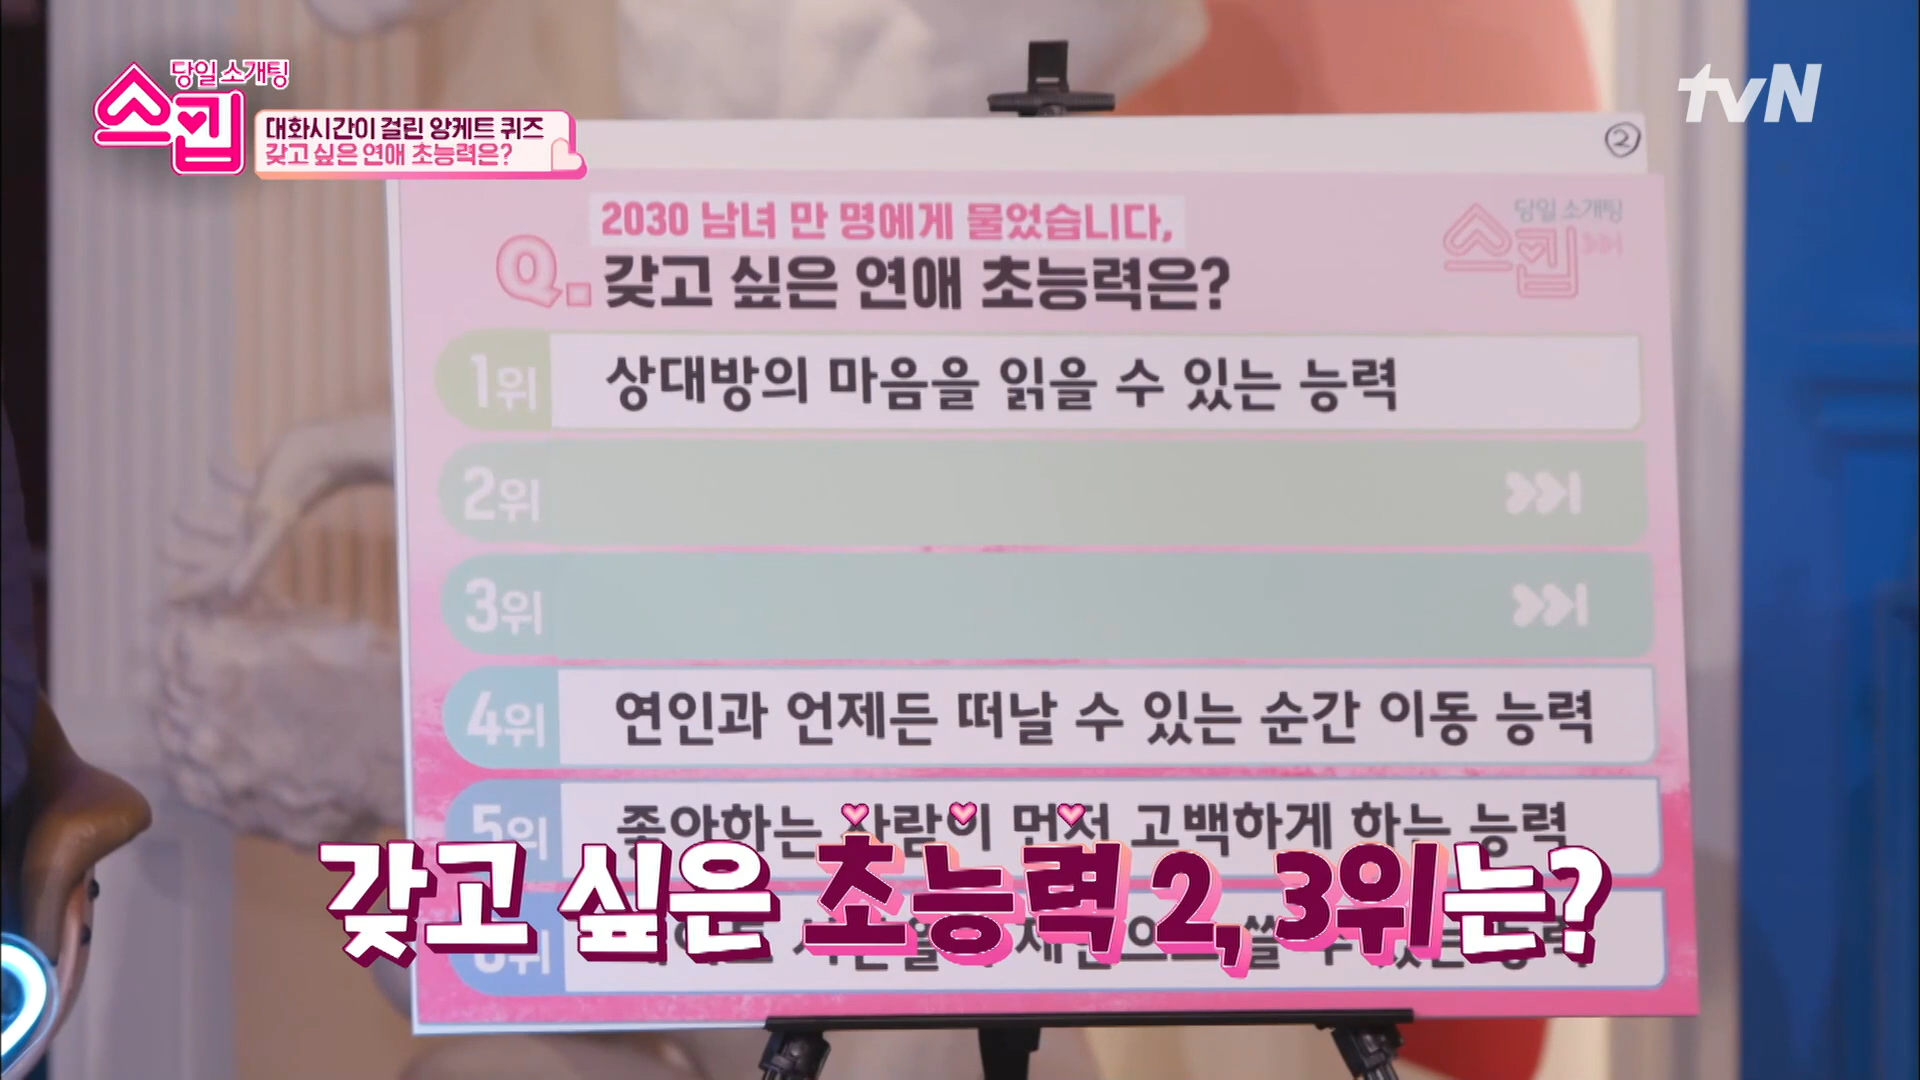 당일 소개팅
스킵
대화시간이 걸린 앙케트 퀴즈
갖고 싶은 연애 초능력은?
tvN
2
2030 남녀 만 명에게 물었습니다,
Q. 갖고 싶은 연애 초능력은?
당일 소개팅
스킵
1위 상대방의 마음을 읽을 수 있는 능력
2위
3위
4위 연인과 언제든 떠날 수 있는 순간 이동 능력
5위 좋아하는 사람이 먼저 고백하게 하는 능력
갖고 싶은 초능력 2, 3위는?
6위